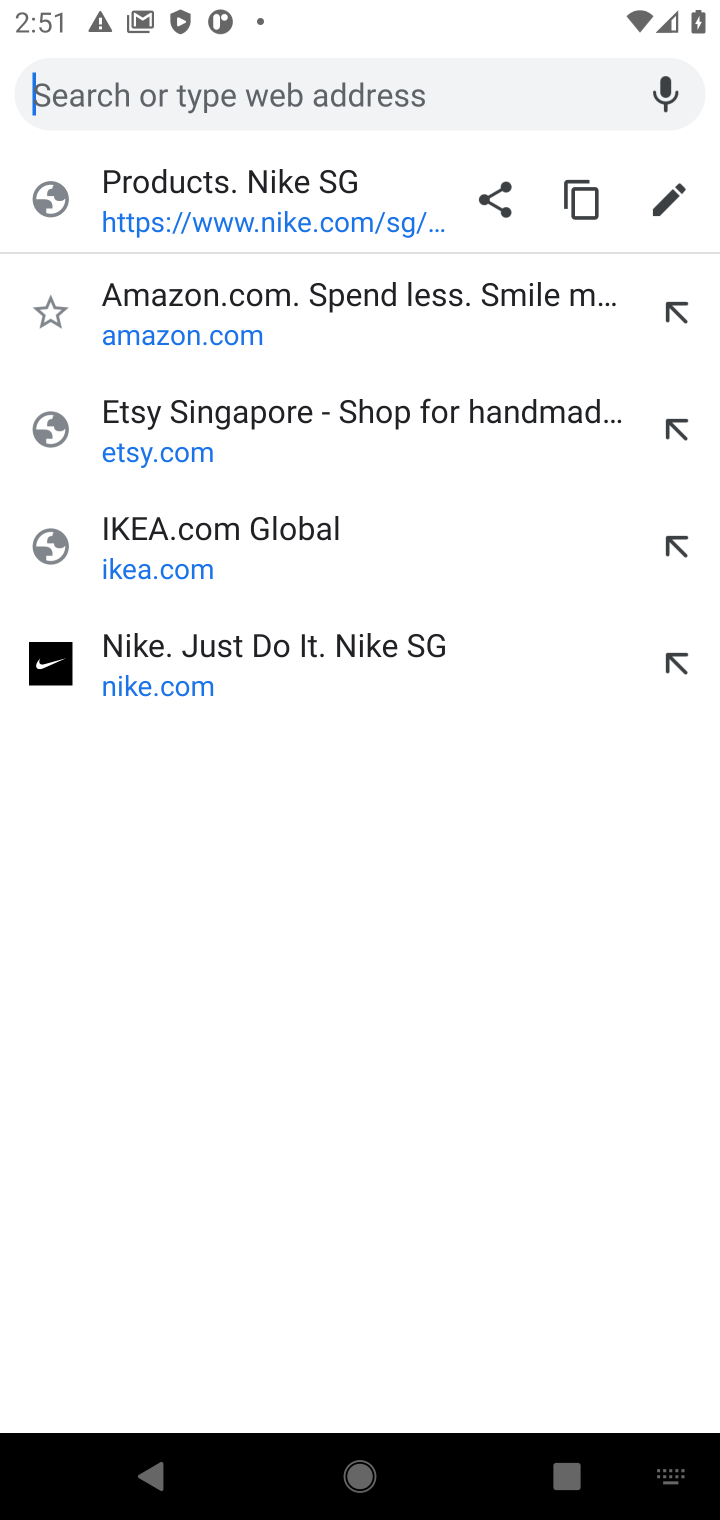 2:51
Search or type web address
Products. Nike SG
https://www.nike.com/sg/...
Amazon.com. Spend less. Smile m...
amazon.com
Etsy Singapore - Shop for handmad...
etsy.com
IKEA.com Global
ikea.com
Nike. Just Do It. Nike SG
nike.com